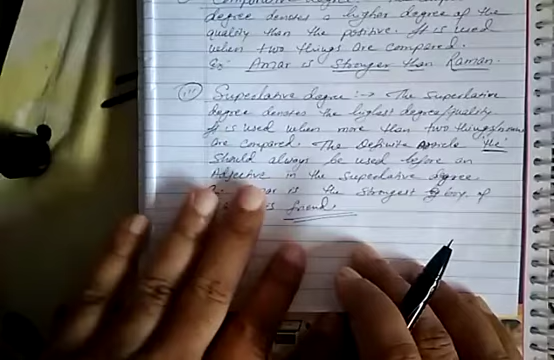 degree denotes a higher degree of the
quality than the positive. It is used
when two things are compared.
Ex:- Amar is Stronger than Raman.
(iii) Superlative degree :→ The Superlative
degree denotes the highest degree/quality
It is used when more than two things/
are compared. The Definite Article 'the'
Should always be used before an
Adjective in the Superlative degree.
is the Strongest boy of
friend.